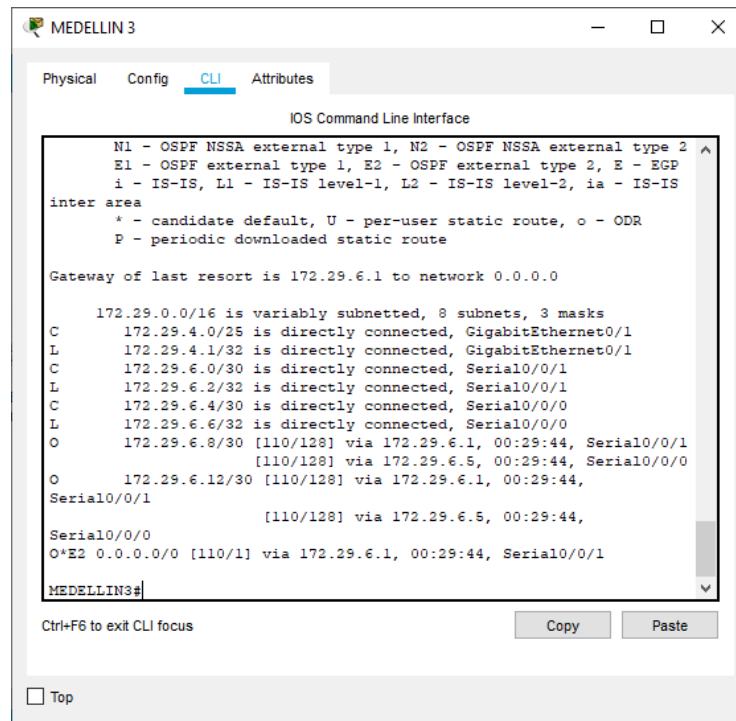 MEDELLIN 3
Physical Config CLI Attributes
IOS Command Line Interface
N1 - OSPF NSSA external type 1, N2 - OSPF NSSA external type 2
E1 - OSPF external type 1, E2 - OSPF external type 2, E - EGP
i - IS-IS, L1 - IS-IS level-1, L2 - IS-IS level-2, ia - IS-IS
inter area
* - candidate default, U - per-user static route, o - ODR
P - periodic downloaded static route
Gateway of last resort is 172.29.6.1 to network 0.0.0.0
172.29.0.0/16 is variably subnetted, 8 subnets, 3 masks
C 172.29.4.0/25 is directly connected, GigabitEthernet0/1
L 172.29.4.1/32 is directly connected, GigabitEthernet0/1
C 172.29.6.0/30 is directly connected, Serial0/0/1
L 172.29.6.2/32 is directly connected, Serial0/0/1
C 172.29.6.4/30 is directly connected, Serial0/0/0
L 172.29.6.6/32 is directly connected, Serial0/0/0
O 172.29.6.8/30 [110/128] via 172.29.6.1, 00:29:44, Serial0/0/1
[110/128] via 172.29.6.5, 00:29:44, Serial0/0/0
O 172.29.6.12/30 [110/128] via 172.29.6.1, 00:29:44,
Serial0/0/1
[110/128] via 172.29.6.5, 00:29:44,
Serial0/0/0
O*E2 0.0.0.0/0 [110/1] via 172.29.6.1, 00:29:44, Serial0/0/1
MEDELLIN3#
Ctrl+F6 to exit CLI focus
Copy Paste
Top